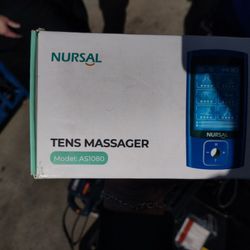 NURSAL
TENS MASSAGER
Model: AS1080
NURSAL